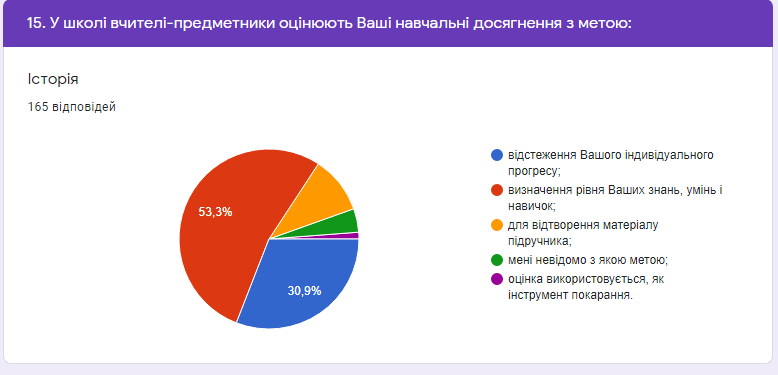 15. У школі вчителі-предметники оцінюють Ваші навчальні досягнення з метою:
Історія
165 відповідей
53,3%
30,9%
відстеження Вашого індивідуального
прогресу;
визначення рівня Ваших знань, умінь і
навичок;
для відтворення матеріалу
підручника;
мені невідомо з якою метою;
оцінка використовується, як
інструмент покарання.